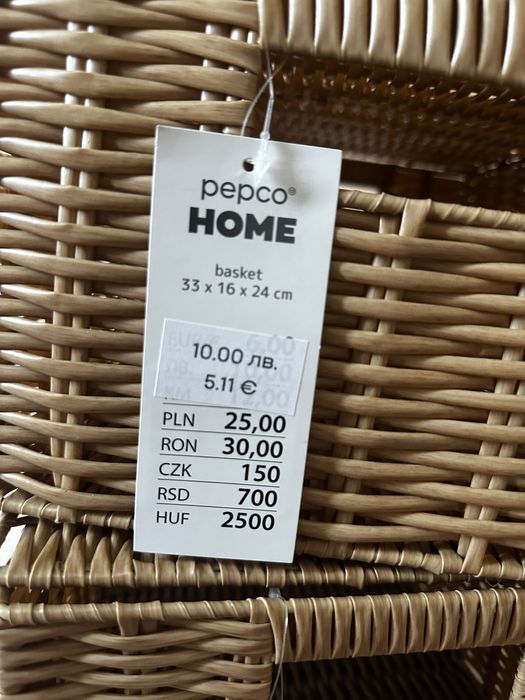 pepco®
HOME
basket
33 x 16 x 24 cm
10.00 лв.
5.11 €
PLN 25,00
RON 30,00
CZK 150
RSD 700
HUF 2500